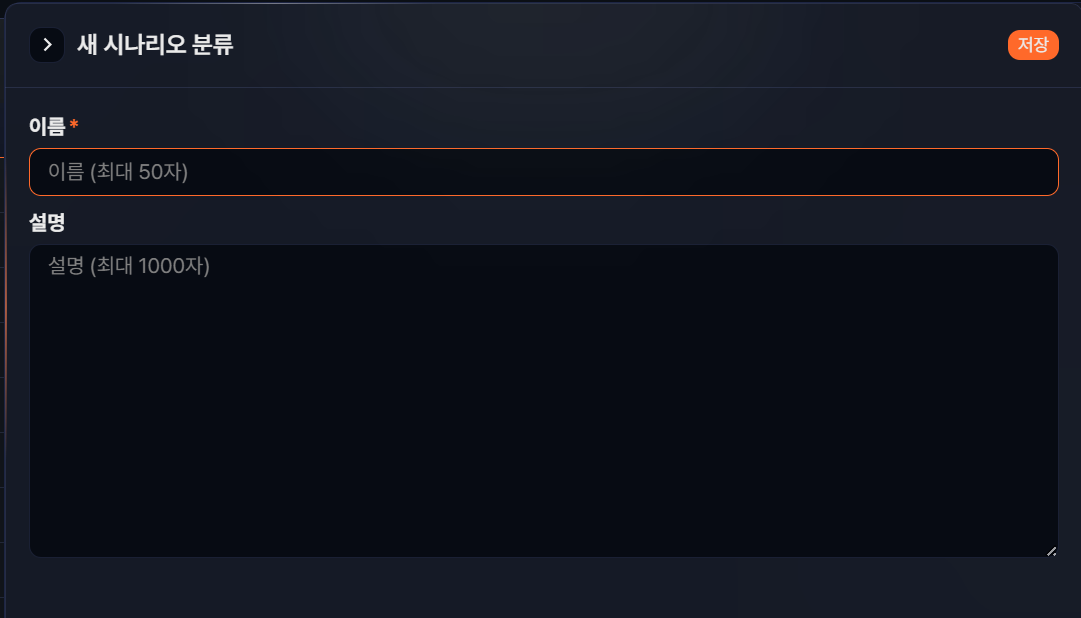 새 시나리오 분류
저장
이름 *
이름 (최대 50자)
설명
설명 (최대 1000자)